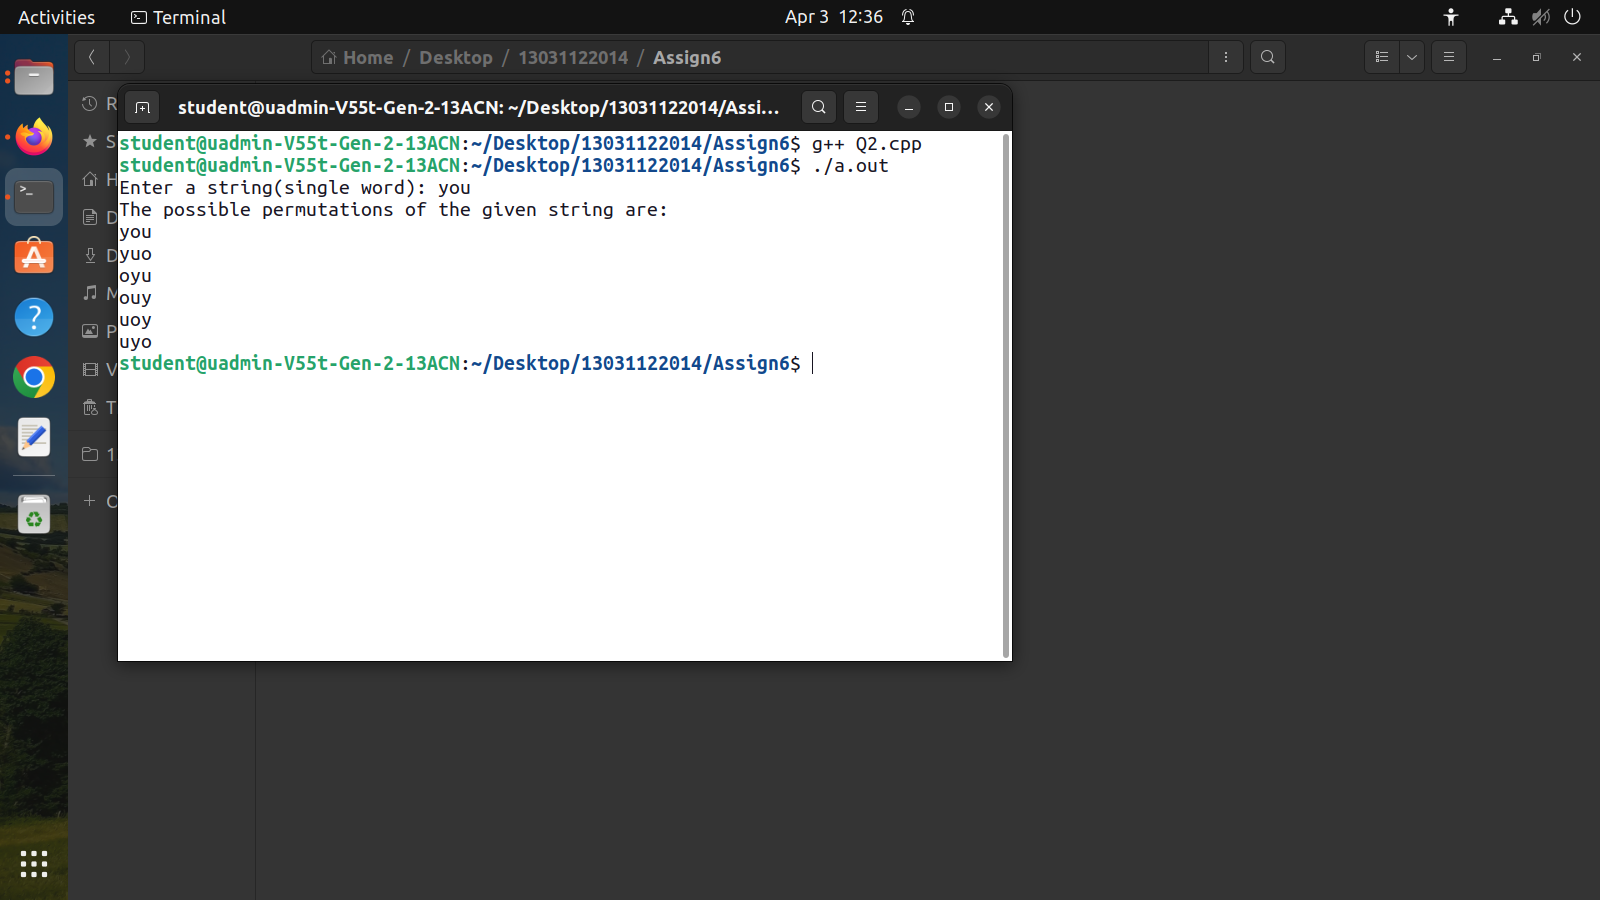 Activities
Terminal
Apr 3 12:36
Home / Desktop / 13031122014 / Assign6
student@uadmin-V55t-Gen-2-13ACN: ~/Desktop/13031122014/Assi...
student@uadmin-V55t-Gen-2-13ACN:~/Desktop/13031122014/Assign6$ g++ Q2.cpp
student@uadmin-V55t-Gen-2-13ACN:~/Desktop/13031122014/Assign6$ ./a.out
Enter a string(single word): you
The possible permutations of the given string are:
you
yuo
oyu
ouy
uoy
uyo
student@uadmin-V55t-Gen-2-13ACN:~/Desktop/13031122014/Assign6$